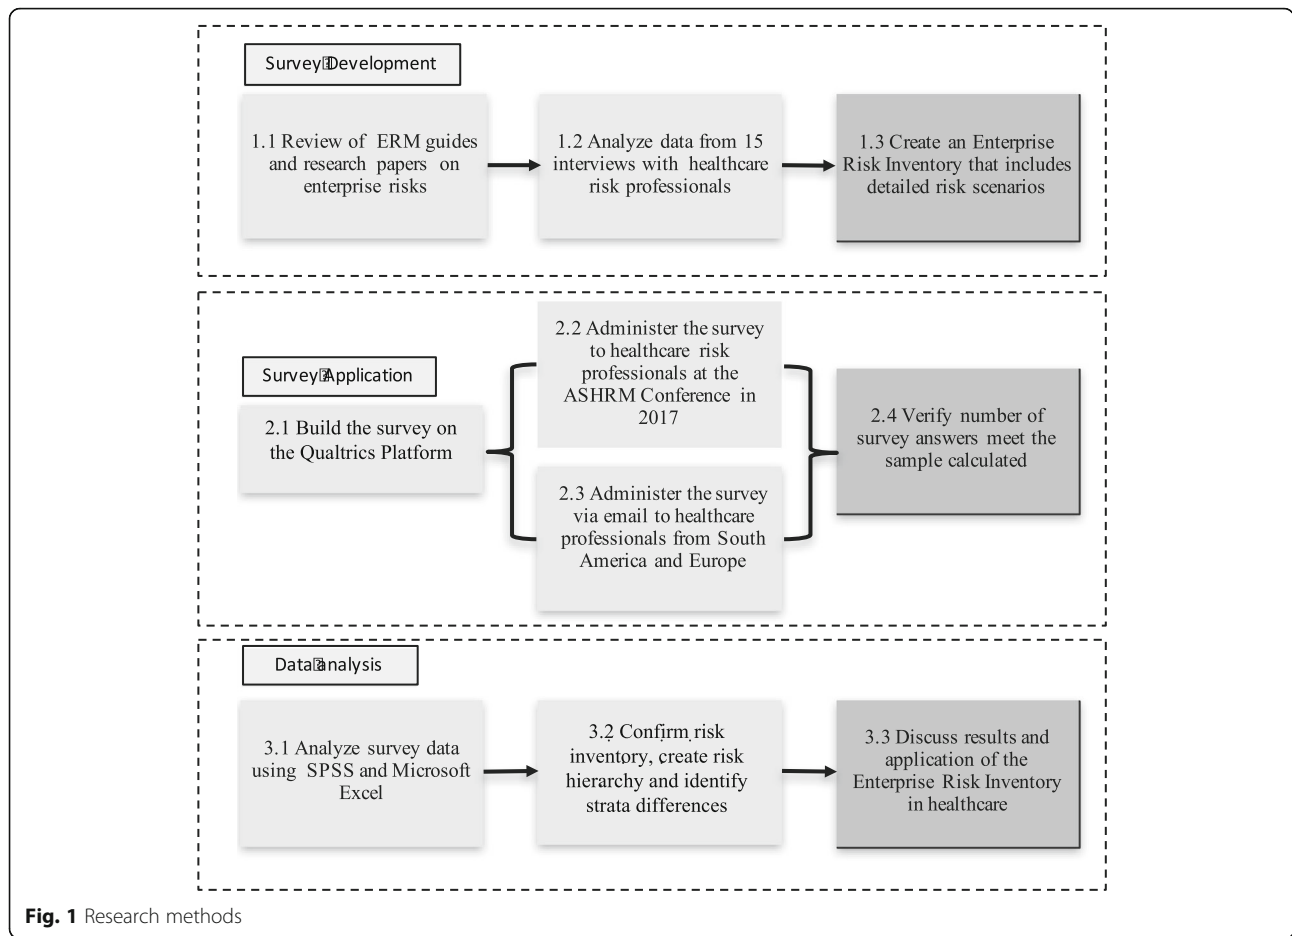 Survey Development
1.1 Review of ERM guides
and research papers on
enterprise risks
1.2 Analyze data from 15
interviews with healthcare
risk professionals
1.3 Create an Enterprise
Risk Inventory that includes
detailed risk scenarios
Survey Application
2.1 Build the survey on
the Qualtrics Platform
2.2 Administer the survey
to healthcare risk
professionals at the
ASHRM Conference in
2017
2.3 Administer the survey
via email to healthcare
professionals from South
America and Europe
2.4 Verify number of
survey answers meet the
sample calculated
Data analysis
3.1 Analyze survey data
using SPSS and Microsoft
Excel
3.2 Confirm risk
inventory, create risk
hierarchy and identify
strata differences
3.3 Discuss results and
application of the
Enterprise Risk Inventory
in healthcare
Fig. 1 Research methods